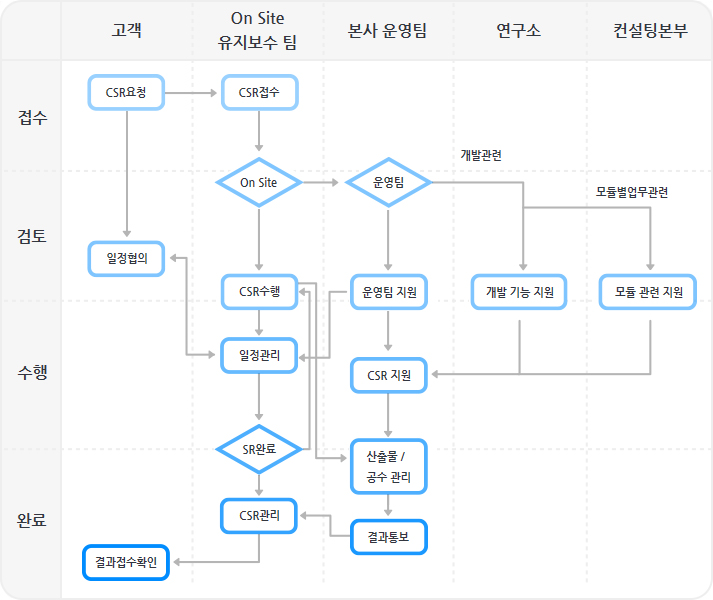 고객
On Site
유지보수 팀
본사 운영팀
연구소
컨설팅본부
접수
CSR요청
CSR접수
개발관련
On Site
운영팀
모듈별업무관련
검토
일정협의
CSR수행
운영팀 지원
개발 기능 지원
모듈 관련 지원
수행
일정관리
CSR 지원
SR완료
산출물 /
공수 관리
완료
CSR관리
결과통보
결과접수확인